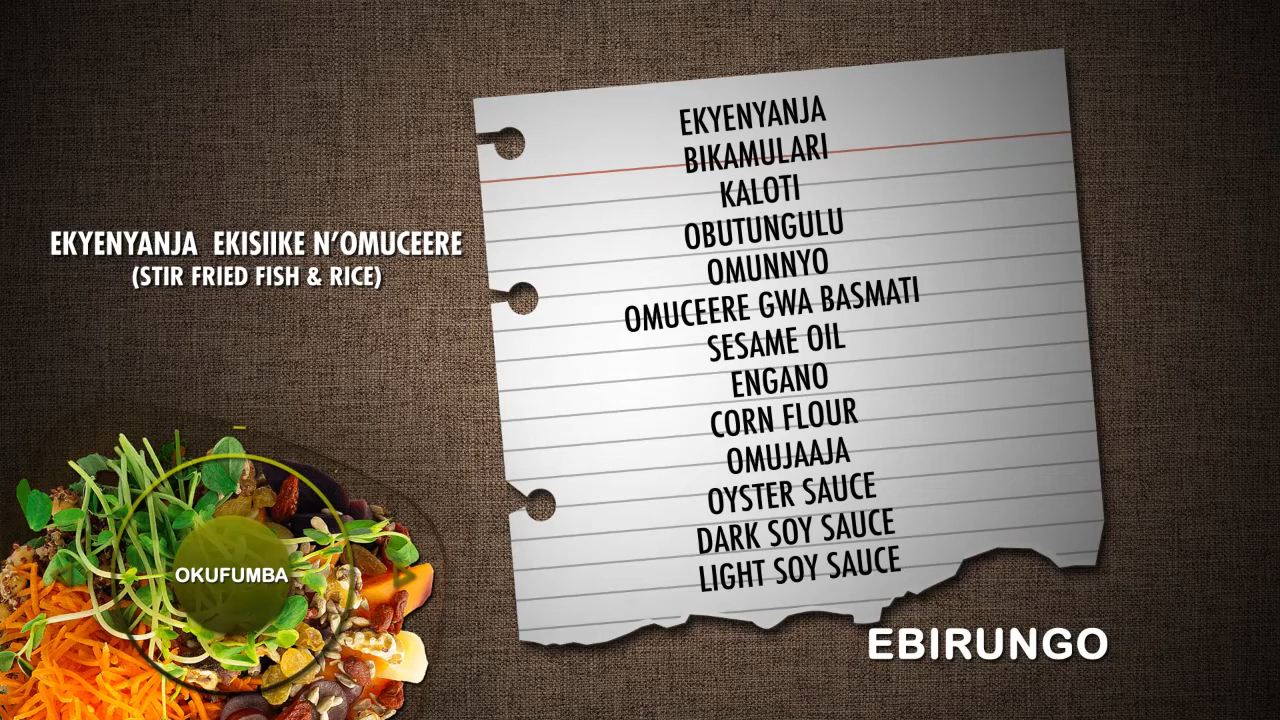 EKYENYANJA EKISIIKE N'OMUCEERE
(STIR FRIED FISH & RICE)
EKYENYANJA
BIKAMULARI
KALOTI
OBUTUNGULU
OMUNNYO
OMUCEERE GWA BASMATI
SESAME OIL
ENGANO
CORN FLOUR
OMUJAAJA
OYSTER SAUCE
DARK SOY SAUCE
LIGHT SOY SAUCE
OKUFUMBA
EBIRUNGO